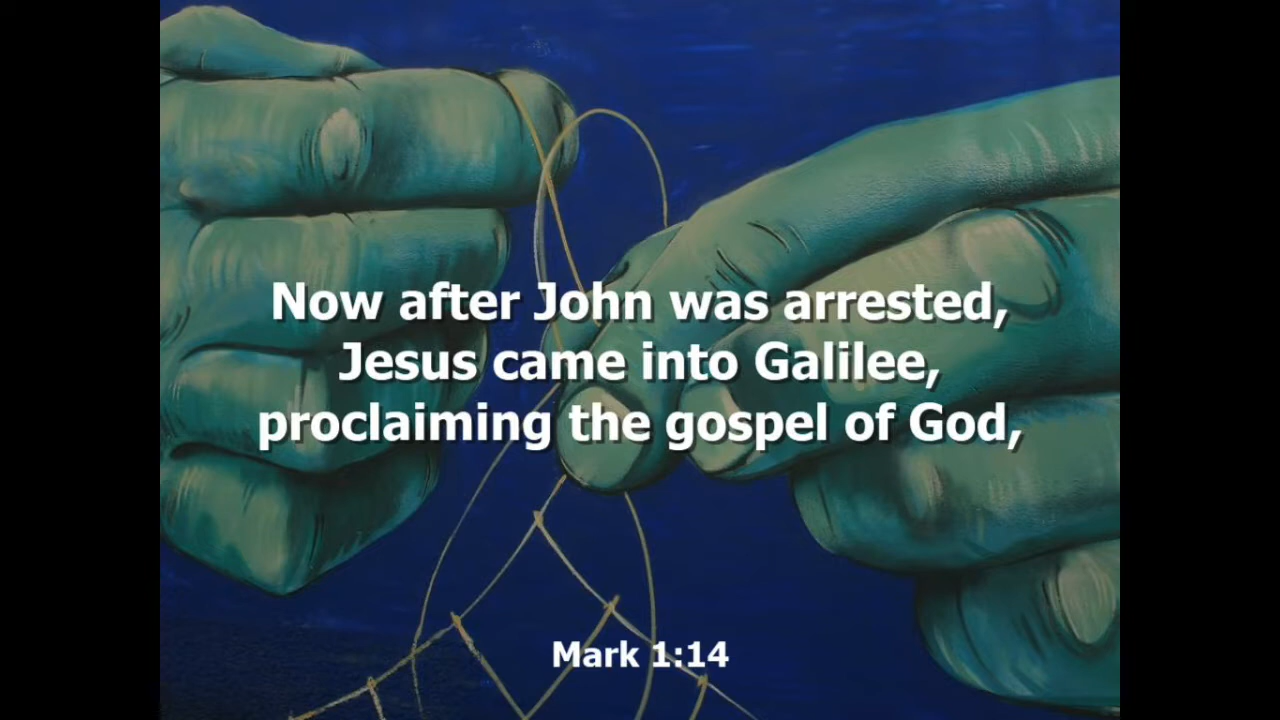 Now after John was arrested,
Jesus came into Galilee,
proclaiming the gospel of God,
Mark 1:14